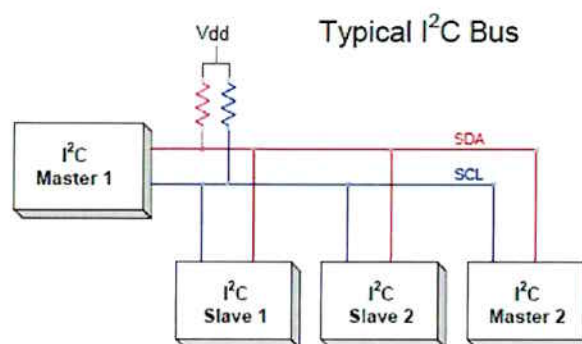 Typical I²C Bus
Vdd
SDA
SCL
I²C
Master 1
I²C
Slave 1
I²C
Slave 2
I²C
Master 2